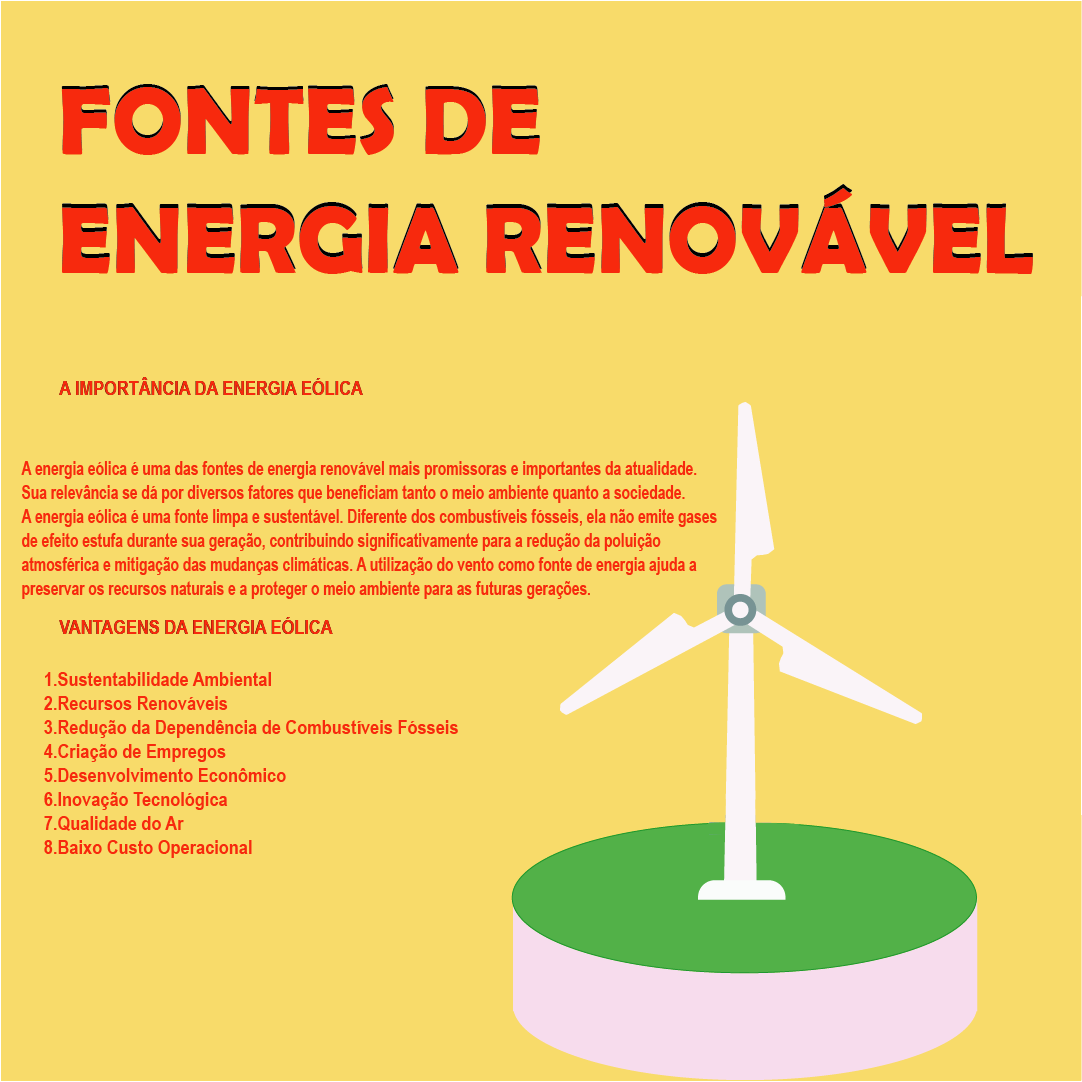 FONTES DE
ENERGIA RENOVÁVEL
A IMPORTÂNCIA DA ENERGIA EÓLICA
A energia eólica é uma das fontes de energia renovável mais promissoras e importantes da atualidade.
Sua relevância se dá por diversos fatores que beneficiam tanto o meio ambiente quanto a sociedade.
A energia eólica é uma fonte limpa e sustentável. Diferente dos combustíveis fósseis, ela não emite gases
de efeito estufa durante sua geração, contribuindo significativamente para a redução da poluição
atmosférica e mitigação das mudanças climáticas. A utilização do vento como fonte de energia ajuda a
preservar os recursos naturais e a proteger o meio ambiente para as futuras gerações.
VANTAGENS DA ENERGIA EÓLICA
1.Sustentabilidade Ambiental
2.Recursos Renováveis
3.Redução da Dependência de Combustíveis Fósseis
4.Criação de Empregos
5.Desenvolvimento Econômico
6.Inovação Tecnológica
7.Qualidade do Ar
8.Baixo Custo Operacional